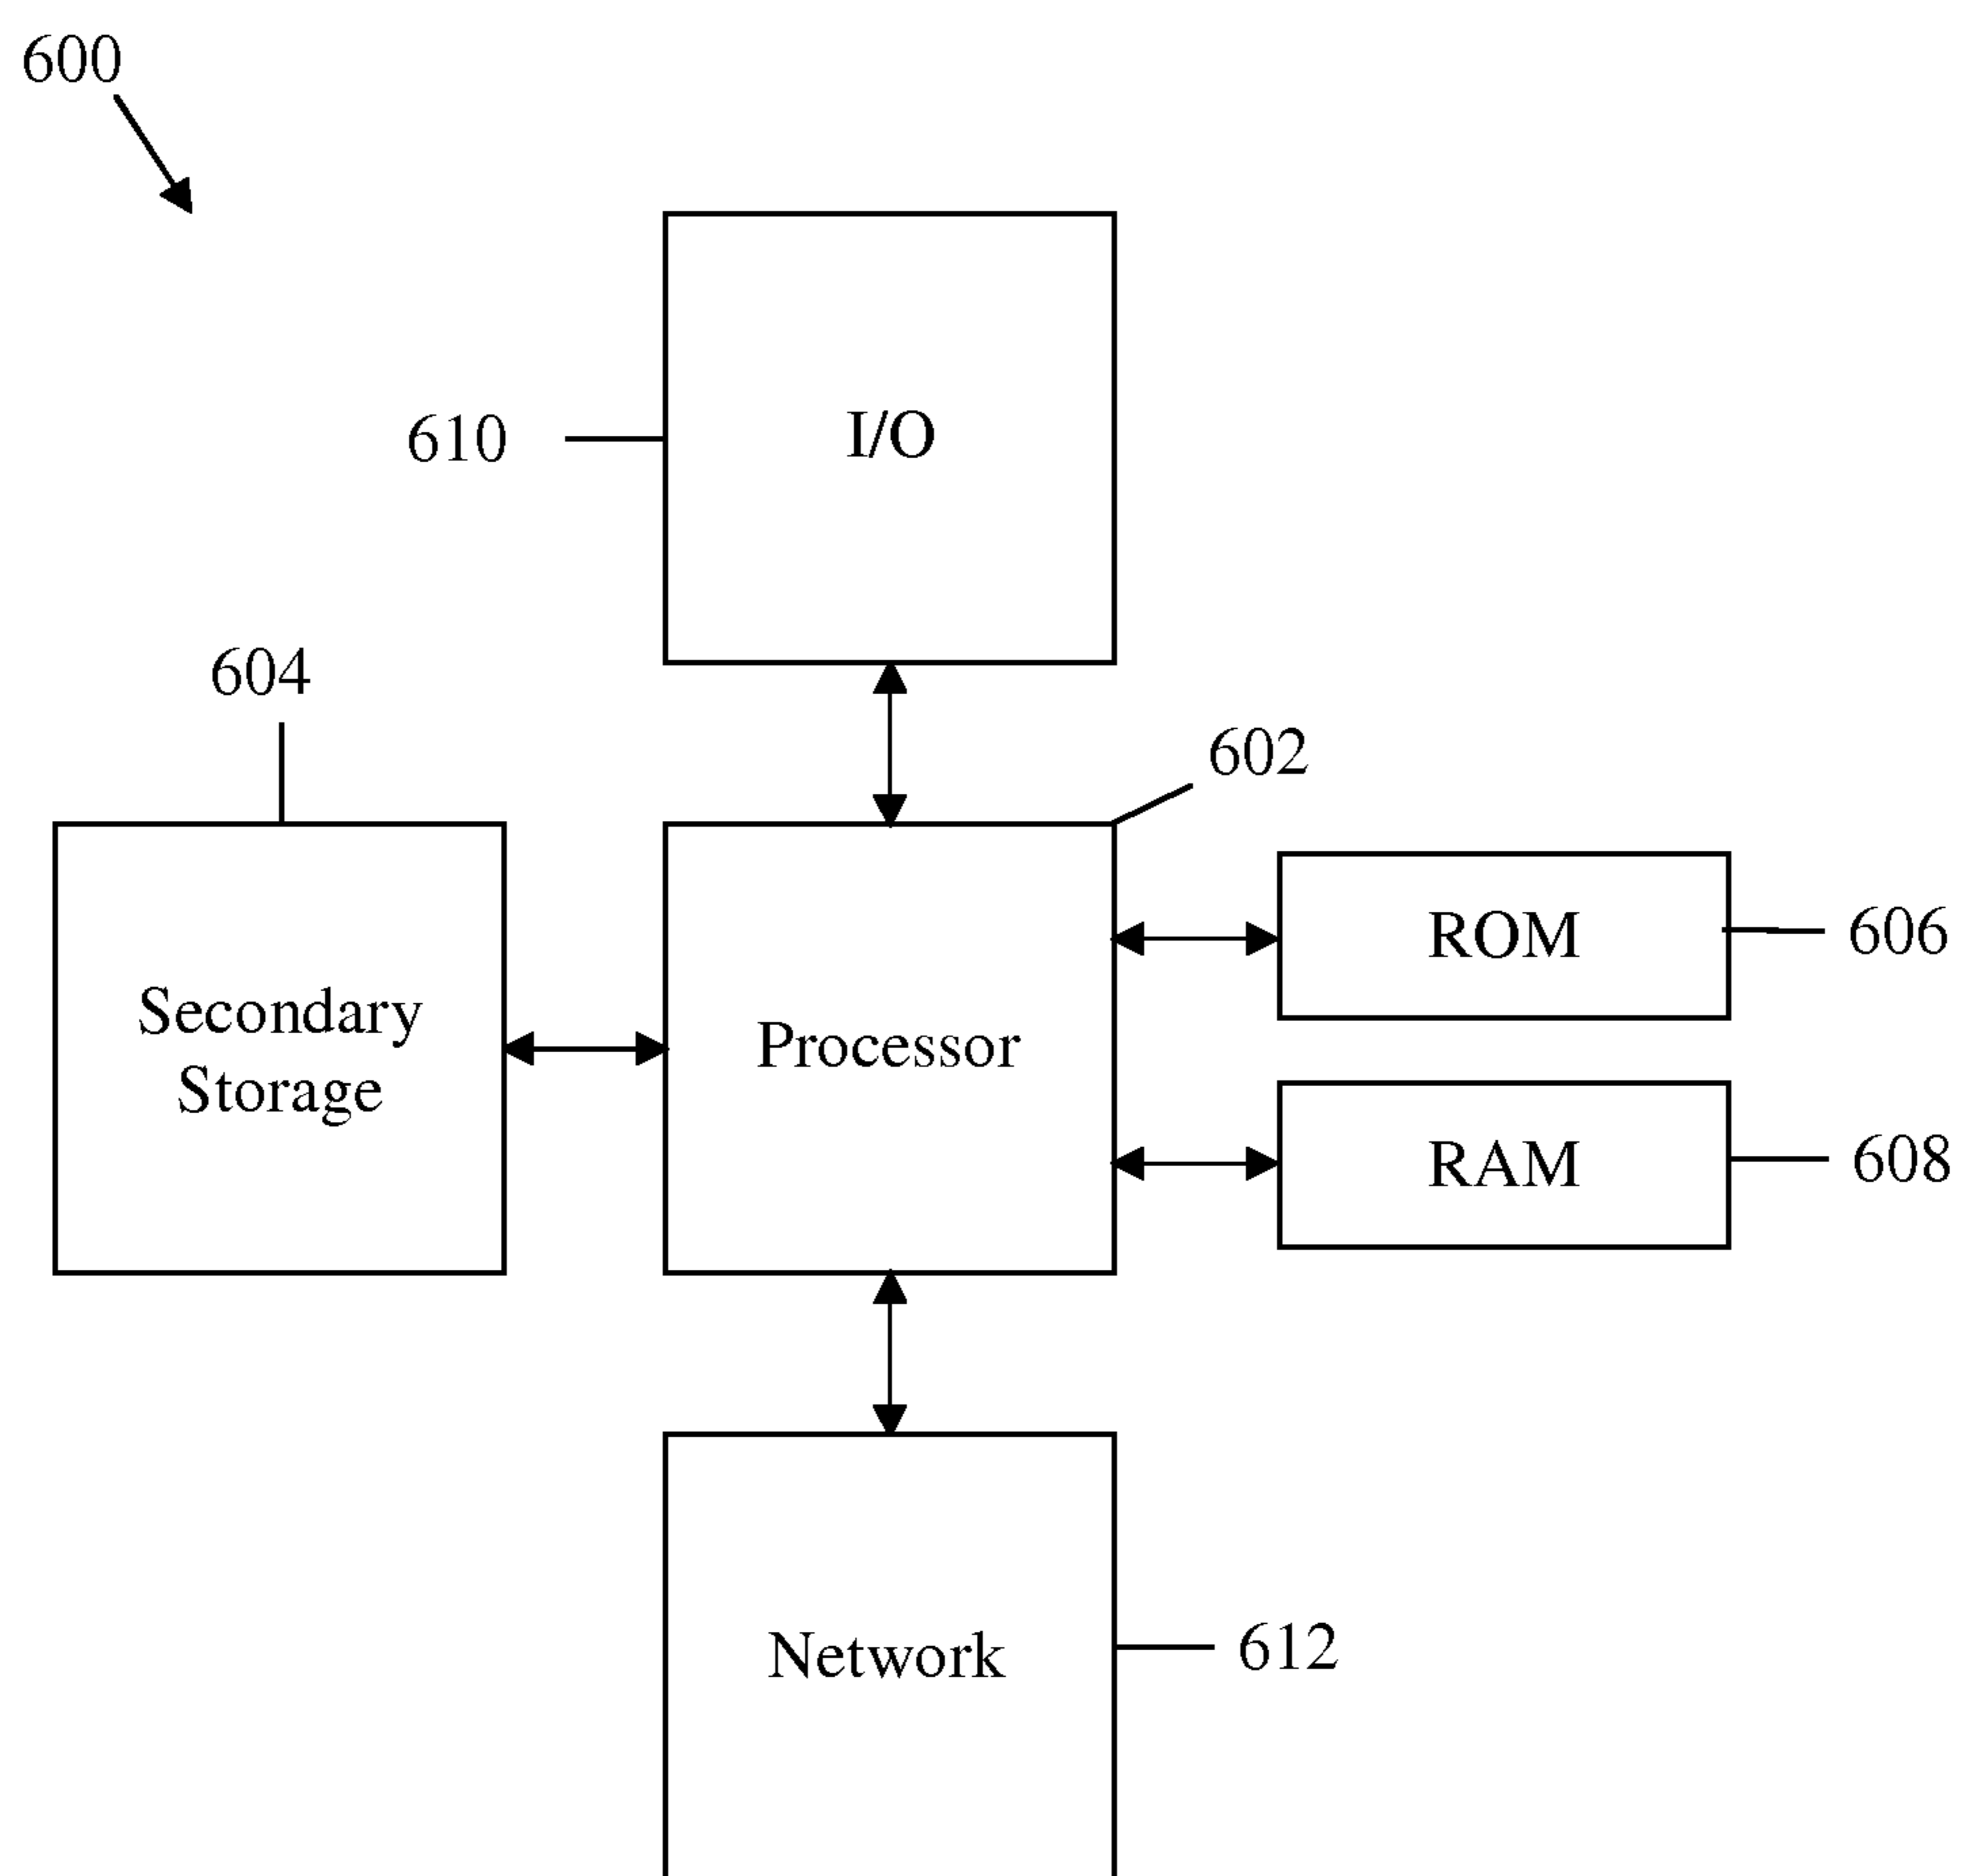 600
I/O
610
604
602
ROM
606
Secondary
Storage
Processor
RAM
608
Network
612